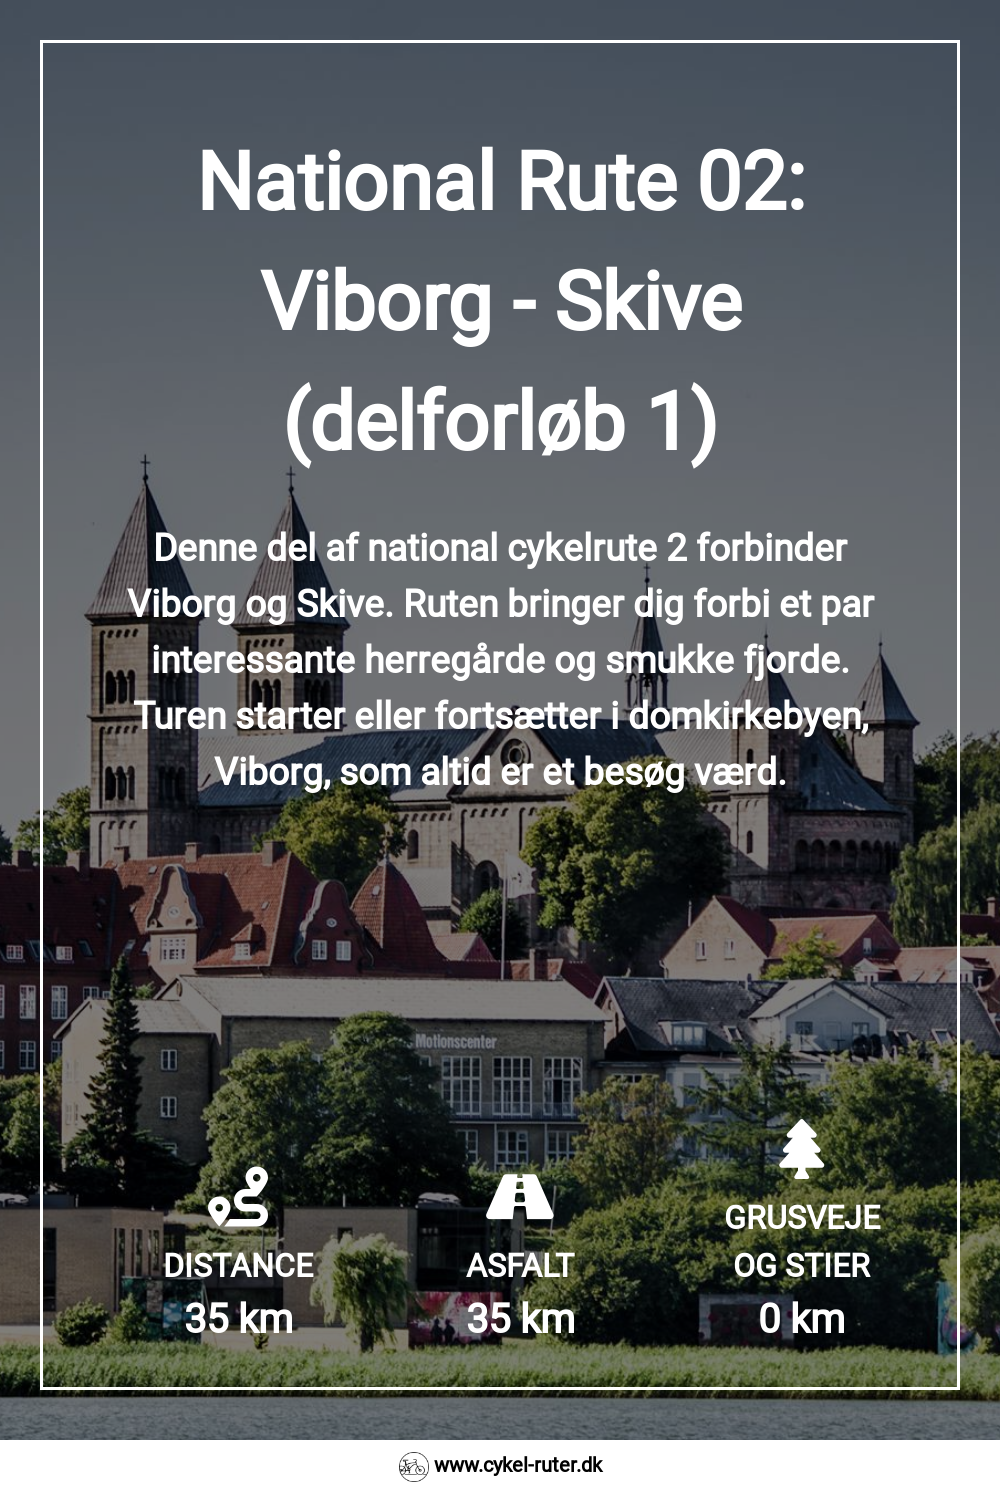 National Rute 02:
Viborg - Skive
(delforløb 1)
Denne del af national cykelrute 2 forbinder
Viborg og Skive. Ruten bringer dig forbi et par
interessante herregårde og smukke fjorde.
Turen starter eller fortsætter i domkirkebyen,
Viborg, som altid er et besøg værd.
Motionscenter
DISTANCE
35 km
ASFALT
35 km
GRUSVEJE
OG STIER
0 km
www.cykel-ruter.dk